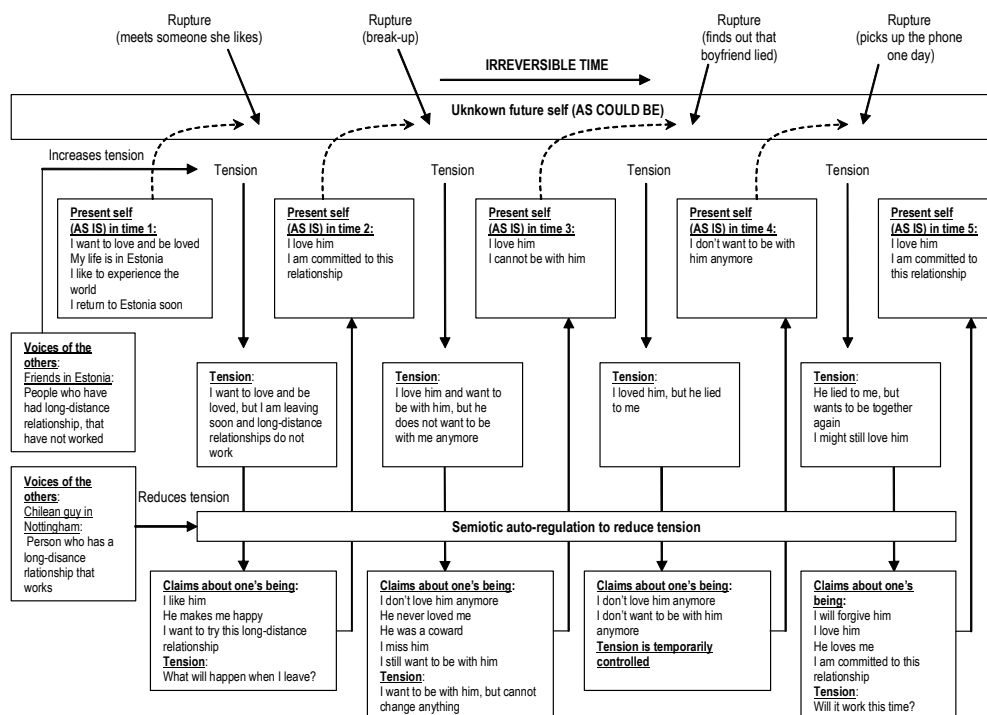 Rupture
(meets someone she likes)
Rupture
(break-up)
Rupture
(finds out that
boyfriend lied)
Rupture
(picks up the phone
one day)
IRREVERSIBLE TIME
Uknkown future self (AS COULD BE)
Increases tension
Tension
Tension
Tension
Tension
Present self
(AS IS) in time 1:
I want to love and be loved
My life is in Estonia
I like to experience the
world
I return to Estonia soon
Present self
(AS IS) in time 2:
I love him
I am committed to this
relationship
Present self
(AS IS) in time 3:
I love him
I cannot be with him
Present self
(AS IS) in time 4:
I don't want to be with
him anymore
Present self
(AS IS) in time 5:
I love him
I am committed to
this relationship
Voices of the
others:
Friends in Estonia:
People who have
had long-distance
relationship, that
have not worked
Tension:
I want to love and be
loved, but I am leaving
soon and long-distance
relationships do not
work
Tension:
I love him and want to
be with him, but he
does not want to be
with me anymore
Tension:
I loved him, but he lied
to me
Tension:
He lied to me, but
wants to be together
again
I might still love him
Voices of the
others:
Chilean guy in
Nottingham:
Person who has a
long-disance
rlationship that
works
Reduces tension
Semiotic auto-regulation to reduce tension
Claims about one's being:
I like him
He makes me happy
I want to try this long-distance
relationship
Tension:
What will happen when I leave?
Claims about one's being:
I don't love him anymore
He never loved me
He was a coward
I miss him
I still want to be with him
Tension:
I want to be with him, but cannot
change anything
Claims about one's being:
I don't love him anymore
I don't want to be with him
anymore
Tension is temporarily
controlled
Claims about one's
being:
I will forgive him
I love him
He loves me
I am committed to this
relationship
Tension:
Will it work this time?